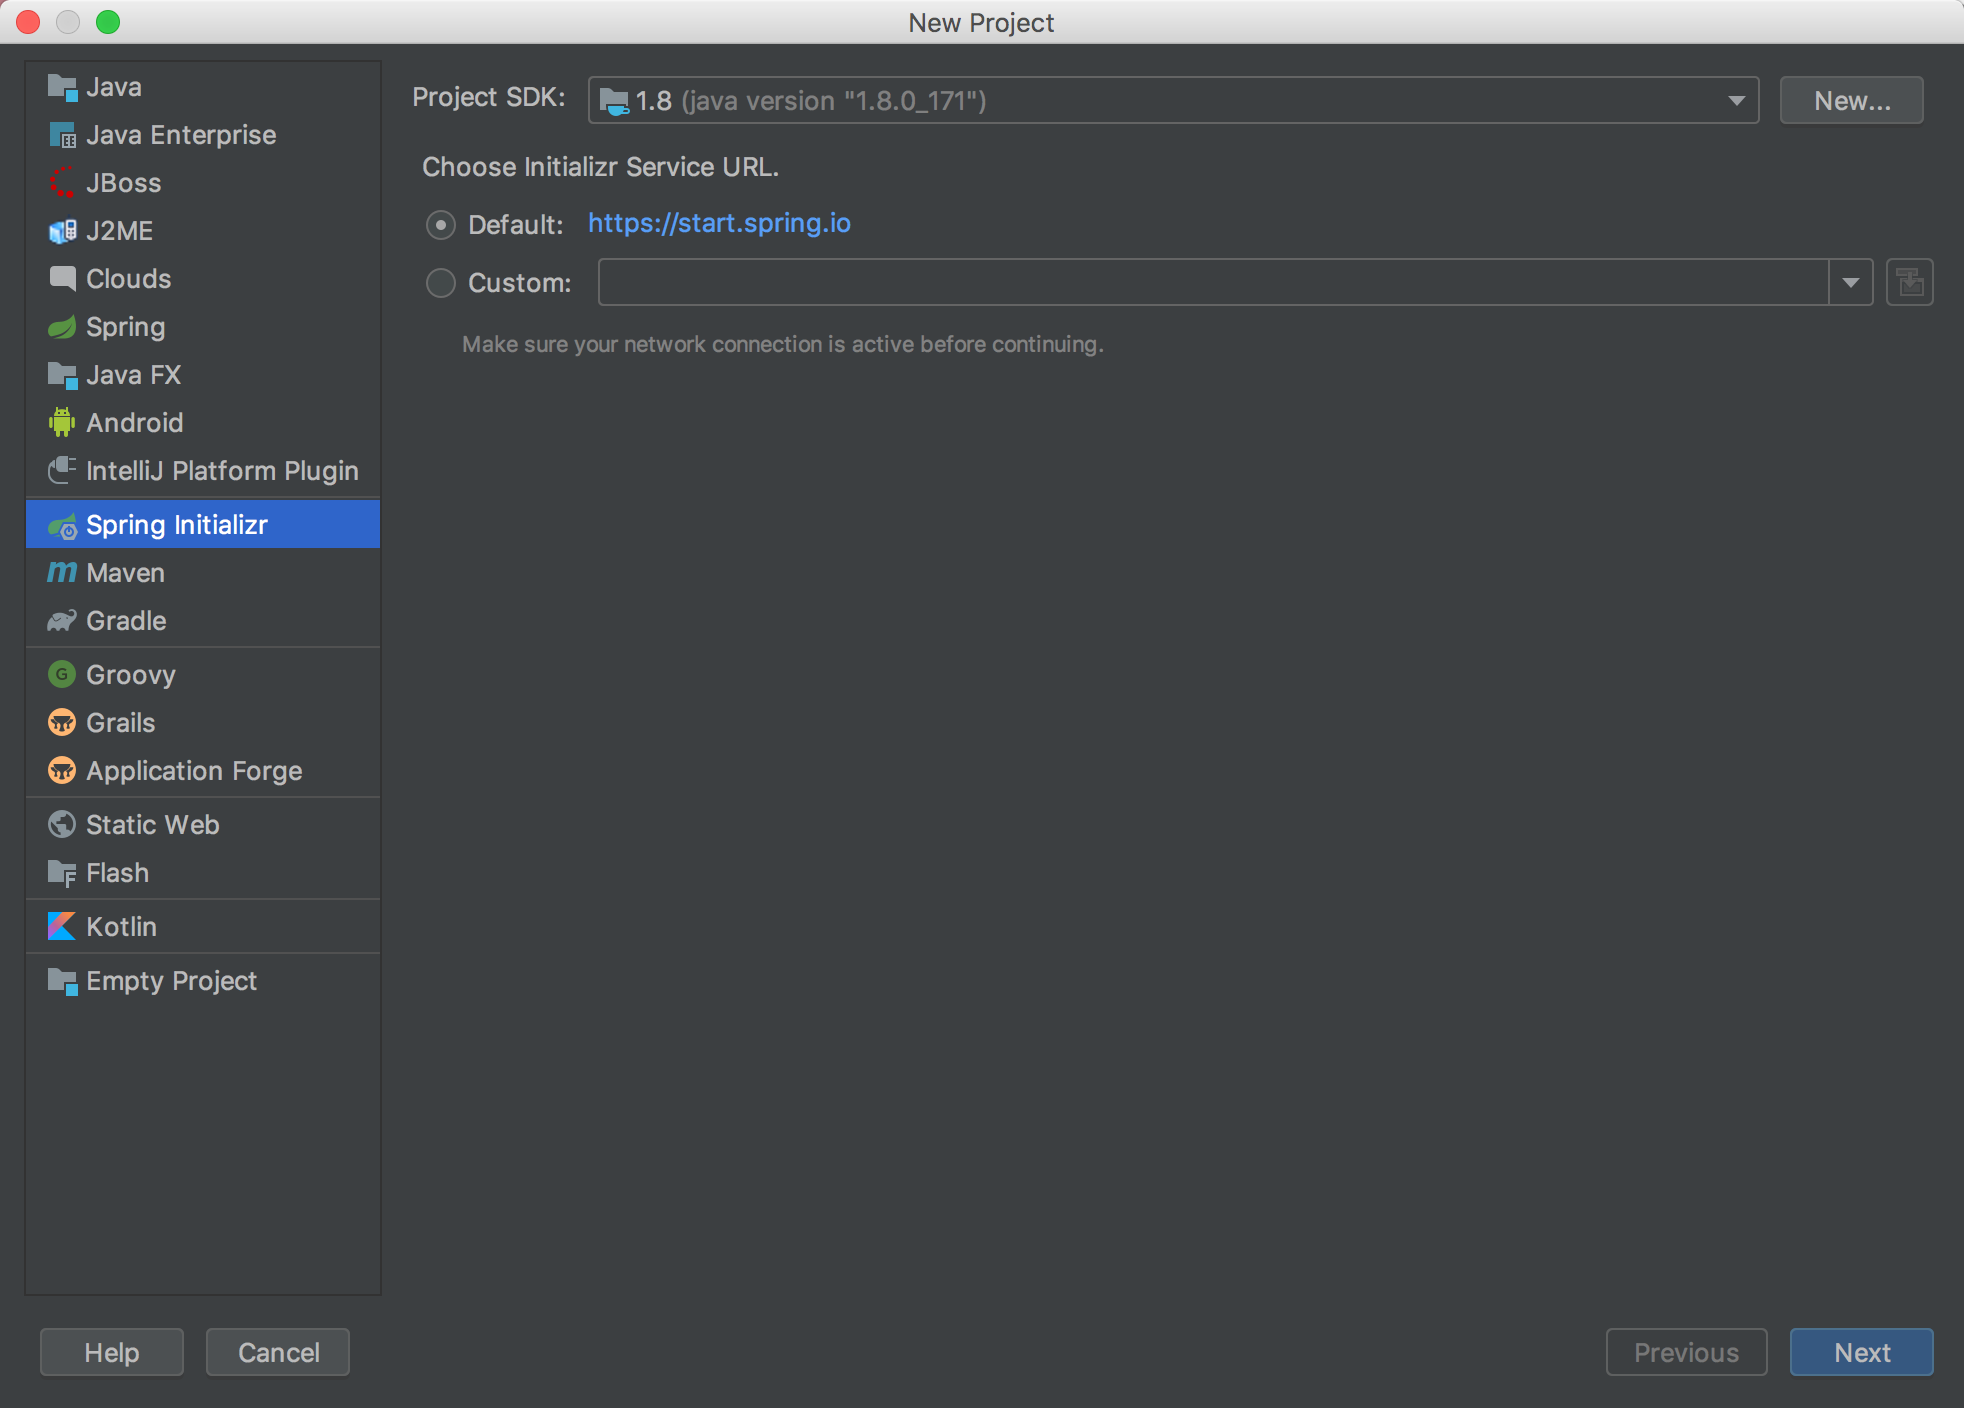 New Project
Java
Java Enterprise
JBoss
J2ME
Clouds
Spring
Java FX
Android
IntelliJ Platform Plugin
Spring Initializr
m Maven
Gradle
G Groovy
Grails
Application Forge
Static Web
F Flash
Kotlin
Empty Project
Project SDK: 1.8 (java version "1.8.0_171") New...
Choose Initializr Service URL.
Default: https://start.spring.io
Custom:
Make sure your network connection is active before continuing.
Help Cancel Previous Next